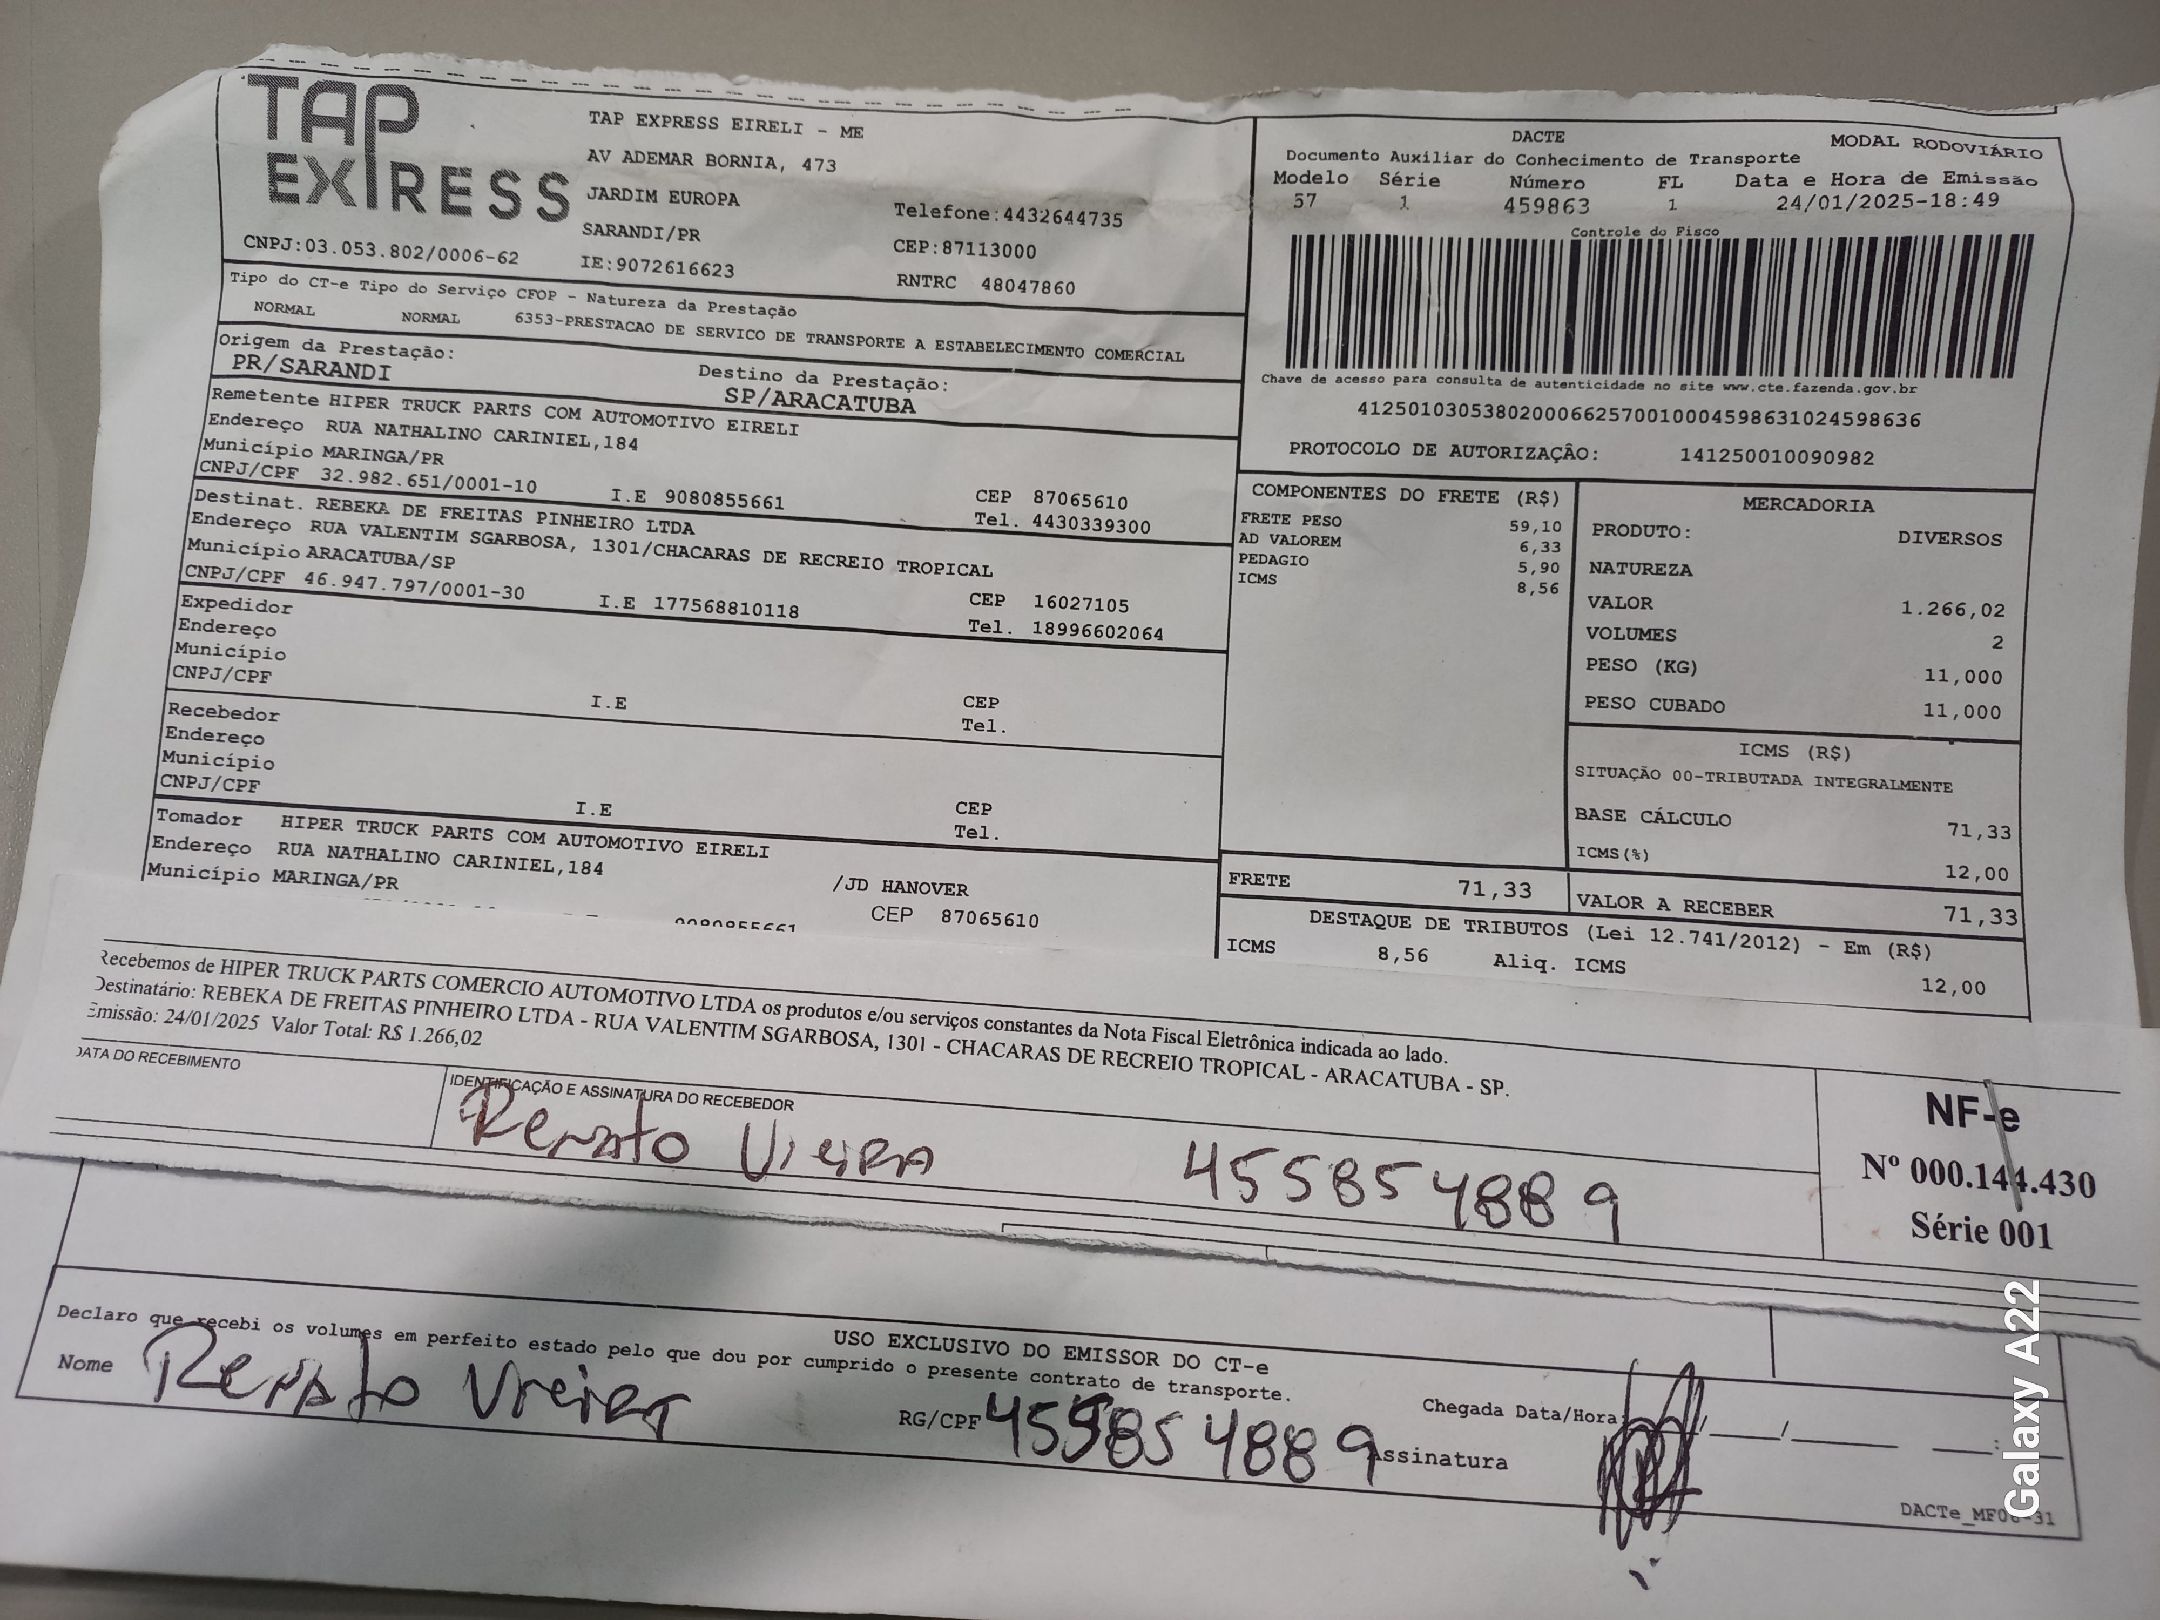 TAP
EXPRESS
TAP EXPRESS EIRELI - ME
AV ADEMAR BORNIA, 473
JARDIM EUROPA
SARANDI/PR
Telefone:4432644735
CEP:87113000
CNPJ:03.053.802/0006-62
IE:9072616623
RNTRC 48047860
DACTE
MODAL RODOVIÁRIO
Documento Auxiliar do Conhecimento de Transporte
Modelo Série Número FL Data e Hora de Emissão
57 1 459863 1 24/01/2025-18:49
Controle do Fisco
Chave de acesso para consulta de autenticidade no site www.cte.fazenda.gov.br
41250103053802000662570010004598631024598636
PROTOCOLO DE AUTORIZAÇÂO: 141250010090982
Tipo do CT-e Tipo do Serviço CFOP - Natureza da Prestação
NORMAL NORMAL 6353-PRESTACAO DE SERVICO DE TRANSPORTE A ESTABELECIMENTO COMERCIAL
Origem da Prestação:
PR/SARANDI
Destino da Prestação:
SP/ARACATUBA
Remetente HIPER TRUCK PARTS COM AUTOMOTIVO EIRELI
Endereço RUA NATHALINO CARINIEL,184
Município MARINGA/PR
CEP 87065610
CNPJ/CPF 32.982.651/0001-10 I.E 9080855661
Tel. 4430339300
Destinat. REBEKA DE FREITAS PINHEIRO LTDA
Endereço RUA VALENTIM SGARBOSA, 1301/CHACARAS DE RECREIO TROPICAL
Município ARACATUBA/SP
CEP 16027105
CNPJ/CPF 46.947.797/0001-30 I.E 177568810118
Tel. 18996602064
Expedidor
Endereço
Município
CEP
CNPJ/CPF I.E
Tel.
Recebedor
Endereço
Município
CEP
CNPJ/CPF I.E
Tel.
Tomador HIPER TRUCK PARTS COM AUTOMOTIVO EIRELI
Endereço RUA NATHALINO CARINIEL,184 /JD HANOVER
Município MARINGA/PR CEP 87065610
9080855661
COMPONENTES DO FRETE (R$)
FRETE PESO 59,10
AD VALOREM 6,33
PEDAGIO 5,90
ICMS 8,56
MERCADORIA
PRODUTO: DIVERSOS
NATUREZA
VALOR 1.266,02
VOLUMES 2
PESO (KG) 11,000
PESO CUBADO 11,000
ICMS (R$)
SITUAÇÃO 00-TRIBUTADA INTEGRALMENTE
BASE CÁLCULO 71,33
ICMS(%) 12,00
FRETE 71,33
VALOR A RECEBER 71,33
DESTAQUE DE TRIBUTOS (Lei 12.741/2012) - Em (R$)
ICMS 8,56 Aliq. ICMS 12,00
Recebemos de HIPER TRUCK PARTS COMERCIO AUTOMOTIVO LTDA os produtos e/ou serviços constantes da Nota Fiscal Eletrônica indicada ao lado.
Destinatário: REBEKA DE FREITAS PINHEIRO LTDA - RUA VALENTIM SGARBOSA, 1301 - CHACARAS DE RECREIO TROPICAL - ARACATUBA - SP.
Emissão: 24/01/2025 Valor Total: R$ 1.266,02
DATA DO RECEBIMENTO
IDENTIFICAÇÃO E ASSINATURA DO RECEBEDOR
Renato Vieira 455854889
NF-e
Nº 000.144.430
Série 001
USO EXCLUSIVO DO EMISSOR DO CT-e
Declaro que recebi os volumes em perfeito estado pelo que dou por cumprido o presente contrato de transporte.
Nome Renato Vieira
RG/CPF 455854889
Chegada Data/Hora: / / :
Assinatura
DACTe_MF06-31
Galaxy A22